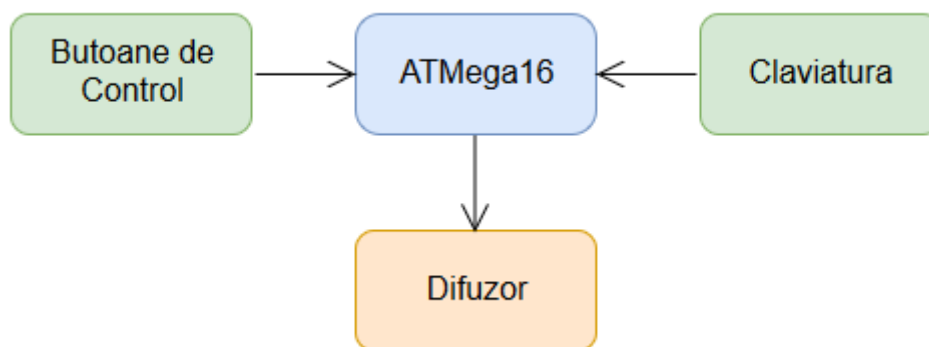 Butoane de
Control
ATMega16
Claviatura
Difuzor